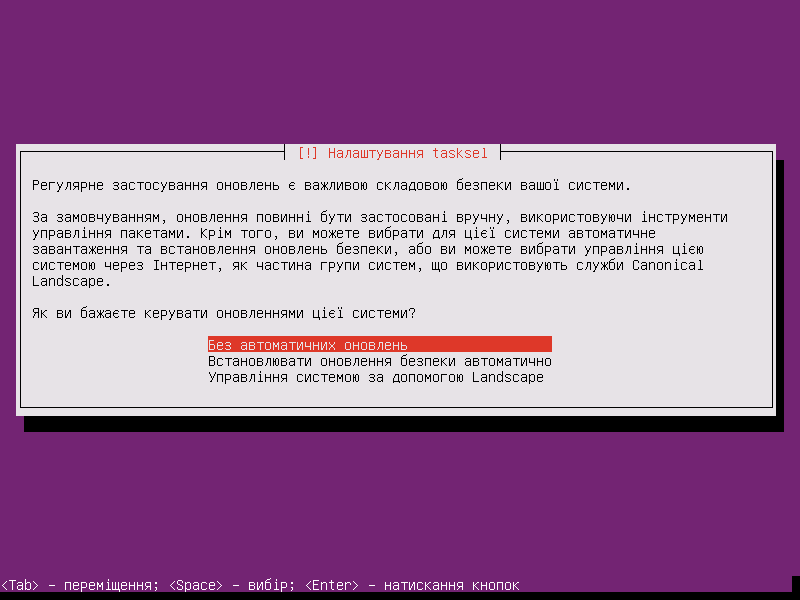 [!] Налаштування tasksel
Регулярне застосування оновлень є важливою складовою безпеки вашої системи.
За замовчуванням, оновлення повинні бути застосовані вручну, використовуючи інструменти
управління пакетами. Крім того, ви можете вибрати для цієї системи автоматичне
завантаження та встановлення оновлень безпеки, або ви можете вибрати управління цією
системою через Інтернет, як частина групи систем, що використовують служби Canonical
Landscape.
Як ви бажаєте керувати оновленнями цієї системи?
Без автоматичних оновлень
Встановлювати оновлення безпеки автоматично
Управління системою за допомогою Landscape
<Tab> – переміщення; <Space> – вибір; <Enter> – натискання кнопок